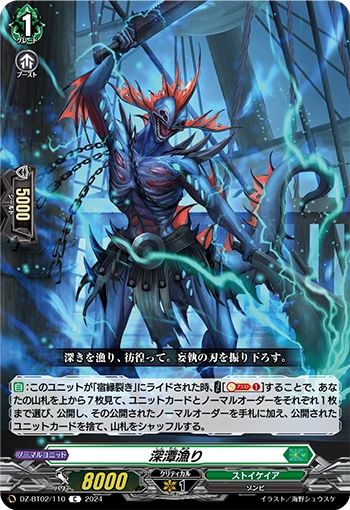 1
グレード
ブースト
5000
シールド
深きを漁り、彷徨って。妄執の刃を振り下ろす。
自:このユニットが「宿縁裂き」にライドされた時、【コスト】[カウンターブラスト1]することで、あな
たの山札を上から7枚見て、ユニットカードとノーマルオーダーをそれぞれ1枚
まで選び、公開し、その公開されたノーマルオーダーを手札に加え、公開された
ユニットカードを捨て、山札をシャッフルする。
ノーマルユニット
深潭漁り
パワー
8000
クリティカル
1
ストイケイア
ゾンビ
DZ-BT02/110 C 2024
イラスト/海野シュウスケ